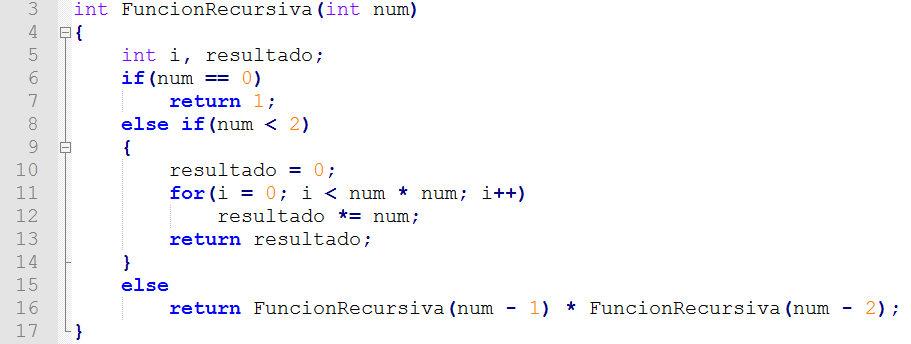 3 int FuncionRecursiva(int num)
4 {
5     int i, resultado;
6     if(num == 0)
7         return 1;
8     else if(num < 2)
9     {
10         resultado = 0;
11         for(i = 0; i < num * num; i++)
12             resultado *= num;
13         return resultado;
14     }
15     else
16         return FuncionRecursiva(num - 1) * FuncionRecursiva(num - 2);
17 }